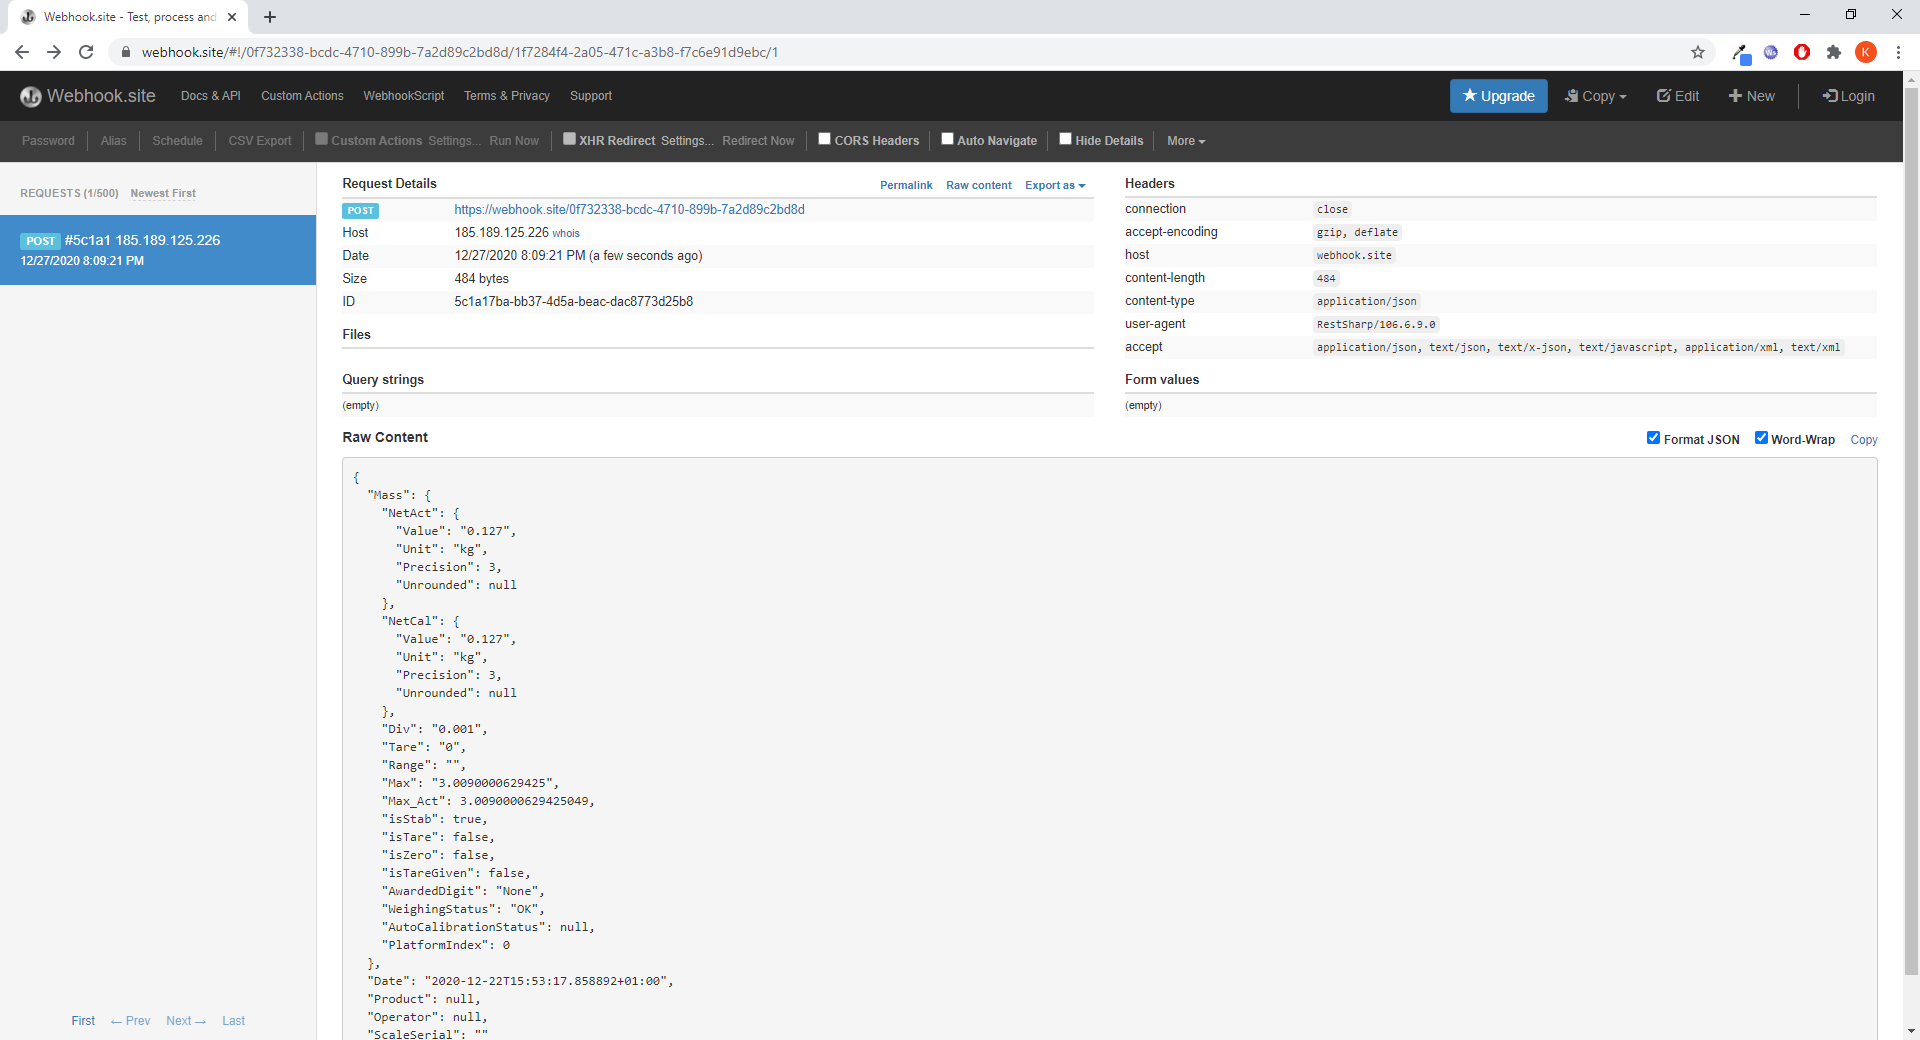 Webhook.site - Test, process and
webhook.site/#!/0f732338-bcdc-4710-899b-7a2d89c2bd8d/1f7284f4-2a05-471c-a3b8-f7c6e91d9ebc/1
K
Webhook.site Docs & API Custom Actions WebhookScript Terms & Privacy Support Upgrade Copy Edit New Login
Password Alias Schedule CSV Export Custom Actions Settings... Run Now XHR Redirect Settings... Redirect Now CORS Headers Auto Navigate Hide Details More
REQUESTS (1/500) Newest First
POST #5c1a1 185.189.125.226
12/27/2020 8:09:21 PM
First ← Prev Next → Last
Request Details Permalink Raw content Export as
POST https://webhook.site/0f732338-bcdc-4710-899b-7a2d89c2bd8d
Host 185.189.125.226 whois
Date 12/27/2020 8:09:21 PM (a few seconds ago)
Size 484 bytes
ID 5c1a17ba-bb37-4d5a-beac-dac8773d25b8
Files
Headers
connection close
accept-encoding gzip, deflate
host webhook.site
content-length 484
content-type application/json
user-agent RestSharp/106.6.9.0
accept application/json, text/json, text/x-json, text/javascript, application/xml, text/xml
Query strings
(empty)
Form values
(empty)
Raw Content Format JSON Word-Wrap Copy
{
"Mass": {
"NetAct": {
"Value": "0.127",
"Unit": "kg",
"Precision": 3,
"Unrounded": null
},
"NetCal": {
"Value": "0.127",
"Unit": "kg",
"Precision": 3,
"Unrounded": null
},
"Div": "0.001",
"Tare": "0",
"Range": "",
"Max": "3.0090000629425",
"Max_Act": 3.0090000629425049,
"isStab": true,
"isTare": false,
"isZero": false,
"isTareGiven": false,
"AwardedDigit": "None",
"WeighingStatus": "OK",
"AutoCalibrationStatus": null,
"PlatformIndex": 0
},
"Date": "2020-12-22T15:53:17.858892+01:00",
"Product": null,
"Operator": null,
"ScaleSerial": ""